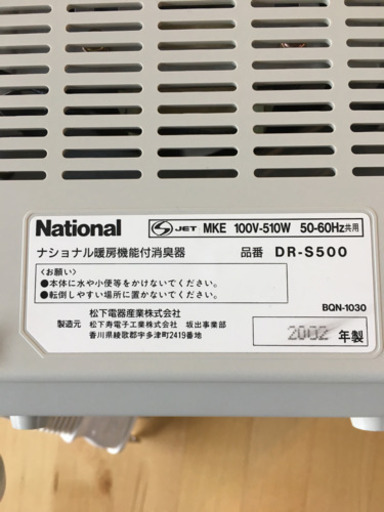 National S JET MKE 100V-510W 50-60Hz共用
ナショナル暖房機能付消臭器 品番 DR-S500
<お願い>
●本体に水や小便等をかけないでください。
●転倒しやすい場所に置かないでください。
BQN-1030
松下電器産業株式会社
製造元 松下寿電子工業株式会社 坂出事業部
香川県綾歌郡宇多津町2419番地
2002 年製